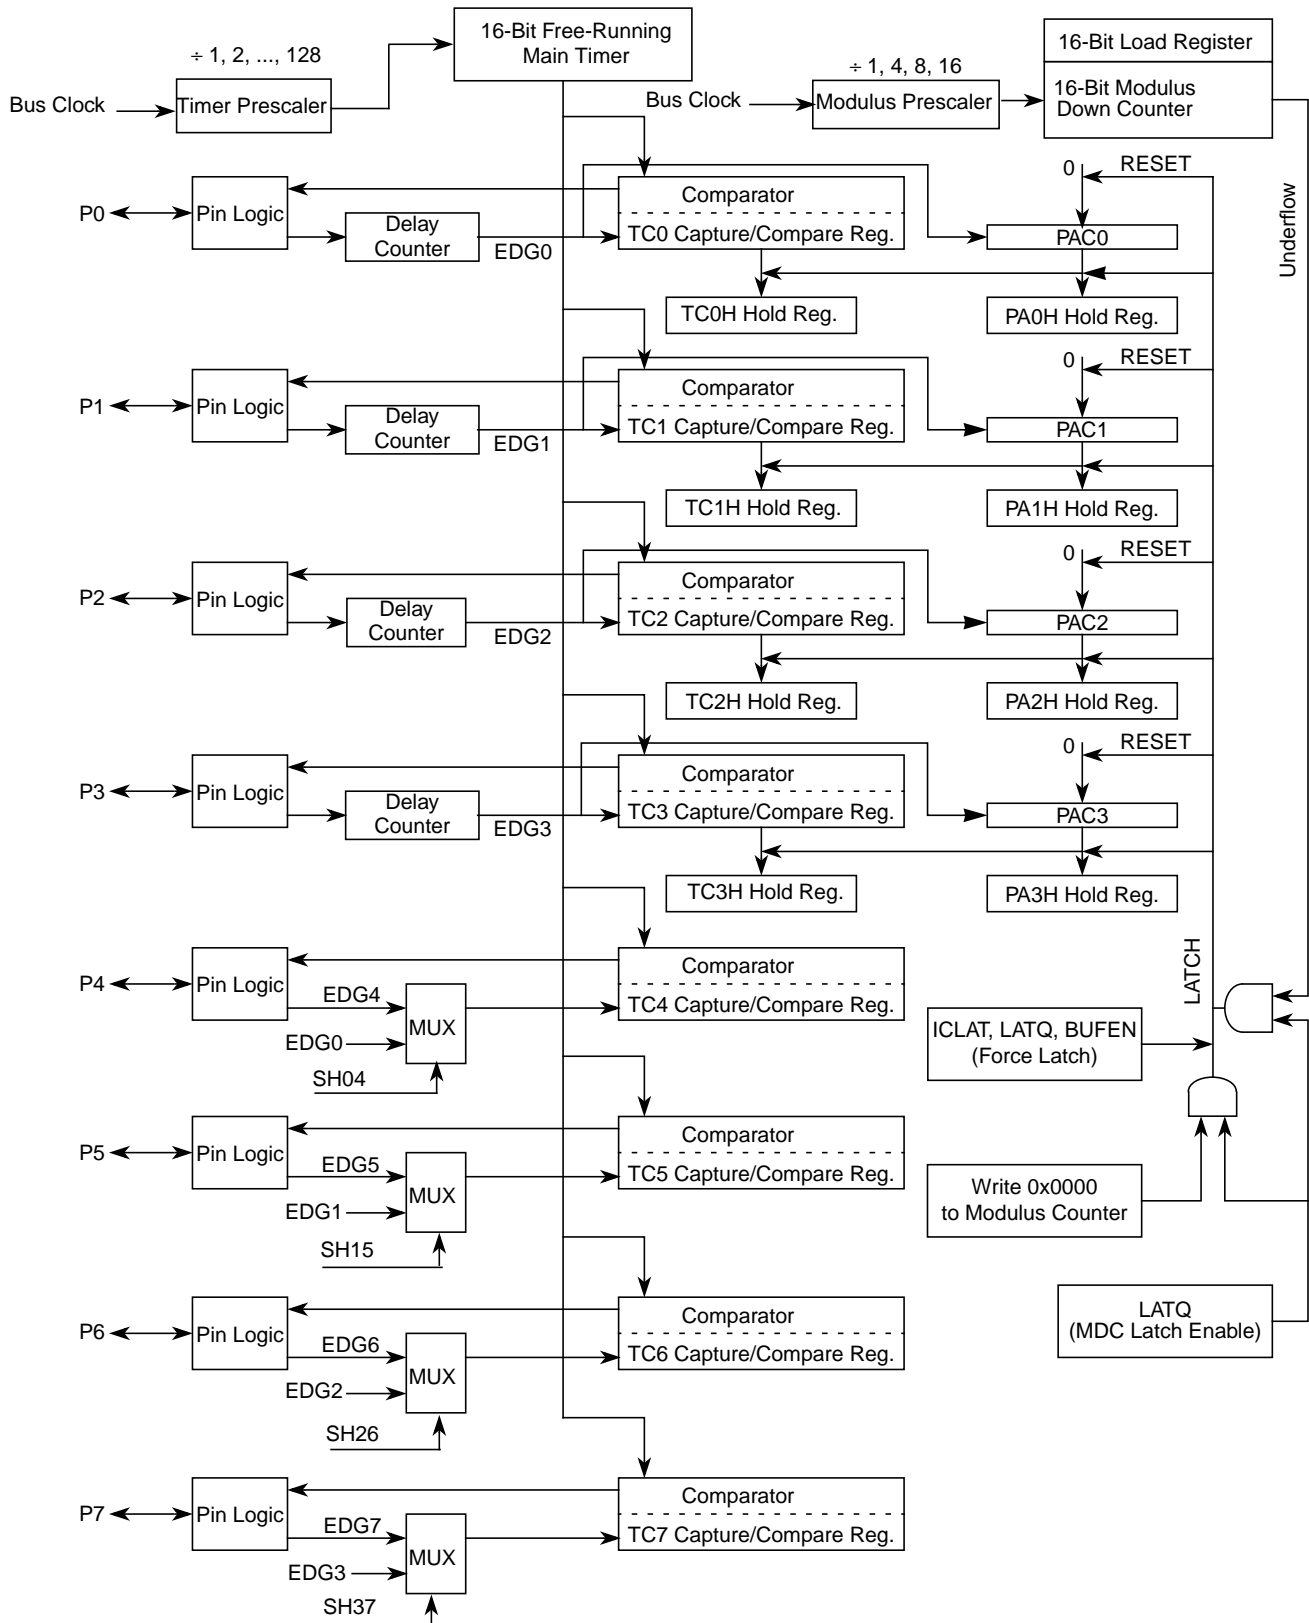 16-Bit Free-Running
Main Timer
16-Bit Load Register
÷ 1, 2, ..., 128
÷ 1, 4, 8, 16
16-Bit Modulus
Down Counter
Bus Clock
Timer Prescaler
Bus Clock
Modulus Prescaler
Underflow
0
RESET
P0
Pin Logic
Comparator
Delay
Counter
EDG0
TC0 Capture/Compare Reg.
PAC0
TC0H Hold Reg.
PA0H Hold Reg.
0
RESET
P1
Pin Logic
Comparator
Delay
Counter
EDG1
TC1 Capture/Compare Reg.
PAC1
TC1H Hold Reg.
PA1H Hold Reg.
0
RESET
P2
Pin Logic
Comparator
Delay
Counter
EDG2
TC2 Capture/Compare Reg.
PAC2
TC2H Hold Reg.
PA2H Hold Reg.
0
RESET
P3
Pin Logic
Comparator
Delay
Counter
EDG3
TC3 Capture/Compare Reg.
PAC3
TC3H Hold Reg.
PA3H Hold Reg.
LATCH
P4
Pin Logic
Comparator
EDG4
MUX
TC4 Capture/Compare Reg.
EDG0
SH04
ICLAT, LATQ, BUFEN
(Force Latch)
P5
Pin Logic
Comparator
EDG5
MUX
TC5 Capture/Compare Reg.
EDG1
SH15
Write 0x0000
to Modulus Counter
P6
Pin Logic
Comparator
EDG6
MUX
TC6 Capture/Compare Reg.
EDG2
SH26
LATQ
(MDC Latch Enable)
P7
Pin Logic
Comparator
EDG7
MUX
TC7 Capture/Compare Reg.
EDG3
SH37